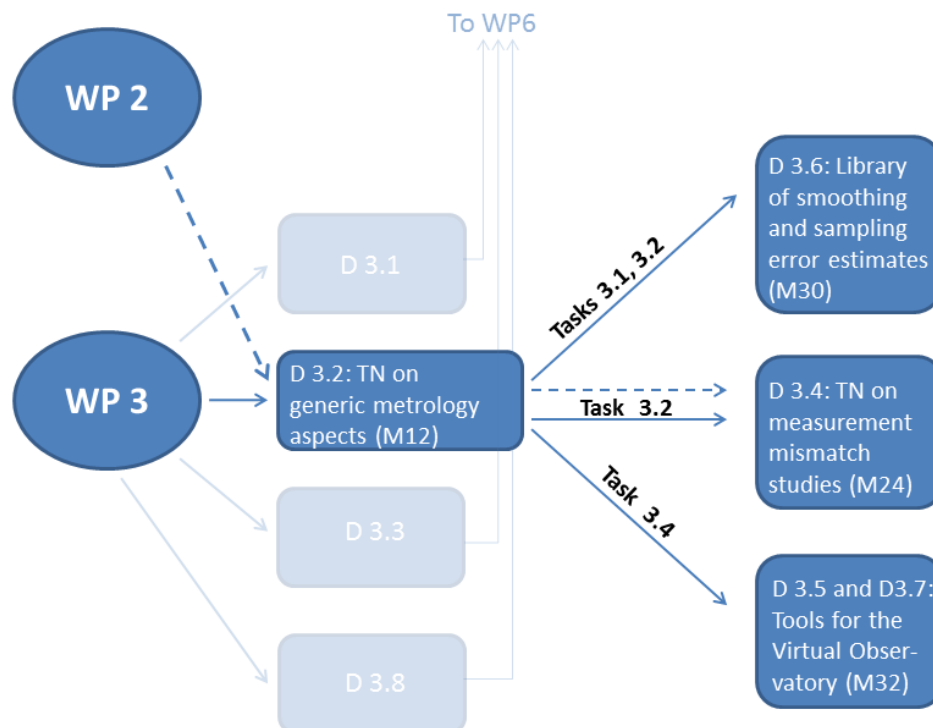 To WP6
WP 2
D 3.6: Library
of smoothing
and sampling
error estimates
(M30)
D 3.1
Tasks 3.1, 3.2
WP 3
D 3.2: TN on
generic metrology
aspects (M12)
Task 3.2
D 3.4: TN on
measurement
mismatch
studies (M24)
Task 3.4
D 3.3
D 3.5 and D3.7:
Tools for the
Virtual Obser-
vatory (M32)
D 3.8